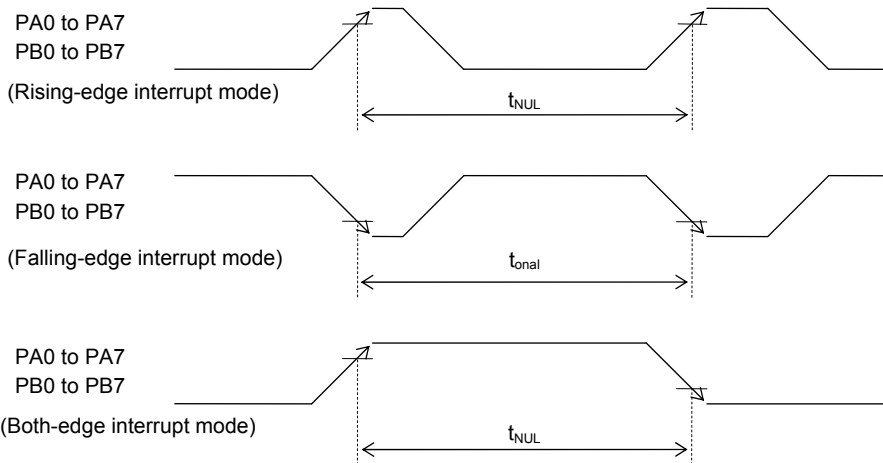 PA0 to PA7
PB0 to PB7
(Rising-edge interrupt mode)
tNUL
PA0 to PA7
PB0 to PB7
(Falling-edge interrupt mode)
tonal
PA0 to PA7
PB0 to PB7
(Both-edge interrupt mode)
tNUL